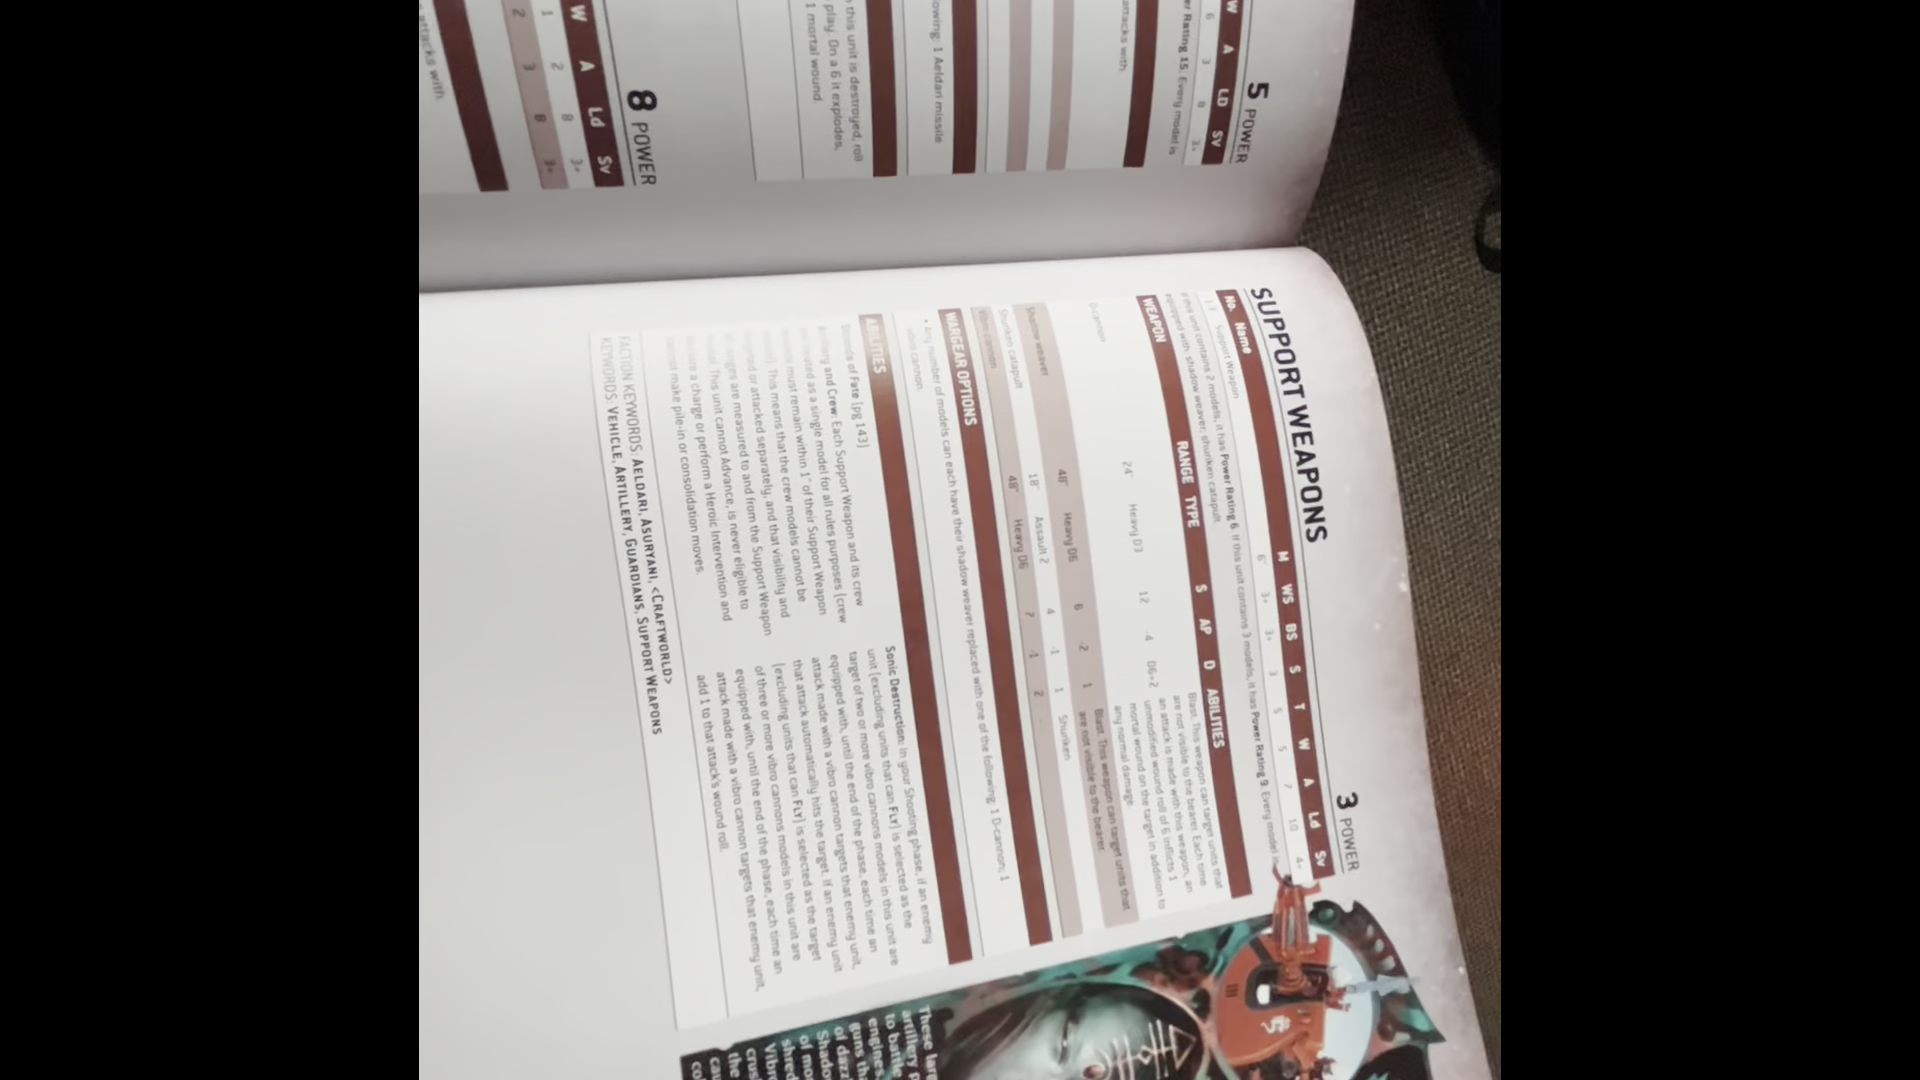 8 POWER
W A Ld Sv
1 2 8 3+
2 3 8 3+
attacks with
this unit is destroyed, roll
play. On a 6 it explodes,
1 mortal wound
owing: 1 Aeldari missile
attacks with
5 POWER
W A LD Sv
6 3 8 3+
er Rating 15. Every model is
SUPPORT WEAPONS
3 POWER
No. Name M WS BS S T W A Ld Sv
Support Weapon 6" 3+ 3+ 3 5 5 7 10 4+
If this unit contains 2 models, it has Power Rating 6. If this unit contains 3 models, it has Power Rating 9. Every model is
equipped with: shadow weaver; shuriken catapult.
WEAPON RANGE TYPE S AP D ABILITIES
D-cannon 24" Heavy D3 12 -4 D6+2
Blast. This weapon can target units that
are not visible to the bearer. Each time
an attack is made with this weapon, an
unmodified wound roll of 6 inflicts 1
mortal wound on the target in addition to
any normal damage.
Shadow weaver 48" Heavy D6 6 -2 1
Blast. This weapon can target units that
are not visible to the bearer.
Shuriken catapult 18" Assault 2 4 -1 1 Shuriken
Vibro cannon 48" Heavy D6 7 -1 2 -
WARGEAR OPTIONS
• Any number of models can each have their shadow weaver replaced with one of the following: 1 D-cannon; 1
vibro cannon.
ABILITIES
Strands of Fate (pg 143)
Artillery and Crew: Each Support Weapon and its crew
are treated as a single model for all rules purposes (crew
models must remain within 1" of their Support Weapon
model). This means that the crew models cannot be
targeted or attacked separately, and that visibility and
ranges are measured to and from the Support Weapon
model. This unit cannot Advance, is never eligible to
declare a charge or perform a Heroic Intervention and
cannot make pile-in or consolidation moves.
Sonic Destruction: In your Shooting phase, if an enemy
unit (excluding units that can FLY) is selected as the
target of two or more vibro cannons models in this unit are
equipped with, until the end of the phase, each time an
attack made with a vibro cannon targets that enemy unit,
that attack automatically hits the target. If an enemy unit
(excluding units that can FLY) is selected as the target
of three or more vibro cannons models in this unit are
equipped with, until the end of the phase, each time an
attack made with a vibro cannon targets that enemy unit,
add 1 to that attack's wound roll.
FACTION KEYWORDS: AELDARI, ASURYANI, <CRAFTWORLD>
KEYWORDS: VEHICLE, ARTILLERY, GUARDIANS, SUPPORT WEAPONS
These
artillery
to battle
engines.
guns
of
of
the